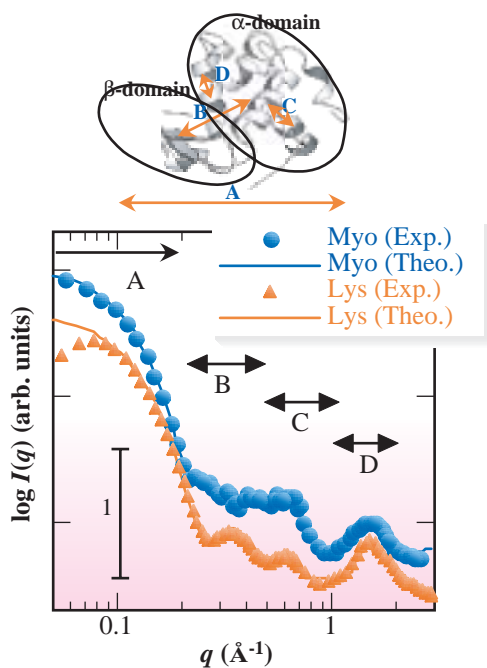 α-domain
β-domain
D
B
C
A
A
Myo (Exp.)
Myo (Theo.)
Lys (Exp.)
Lys (Theo.)
B
C
D
1
log I(q) (arb. units)
0.1
1
q (Å⁻¹)